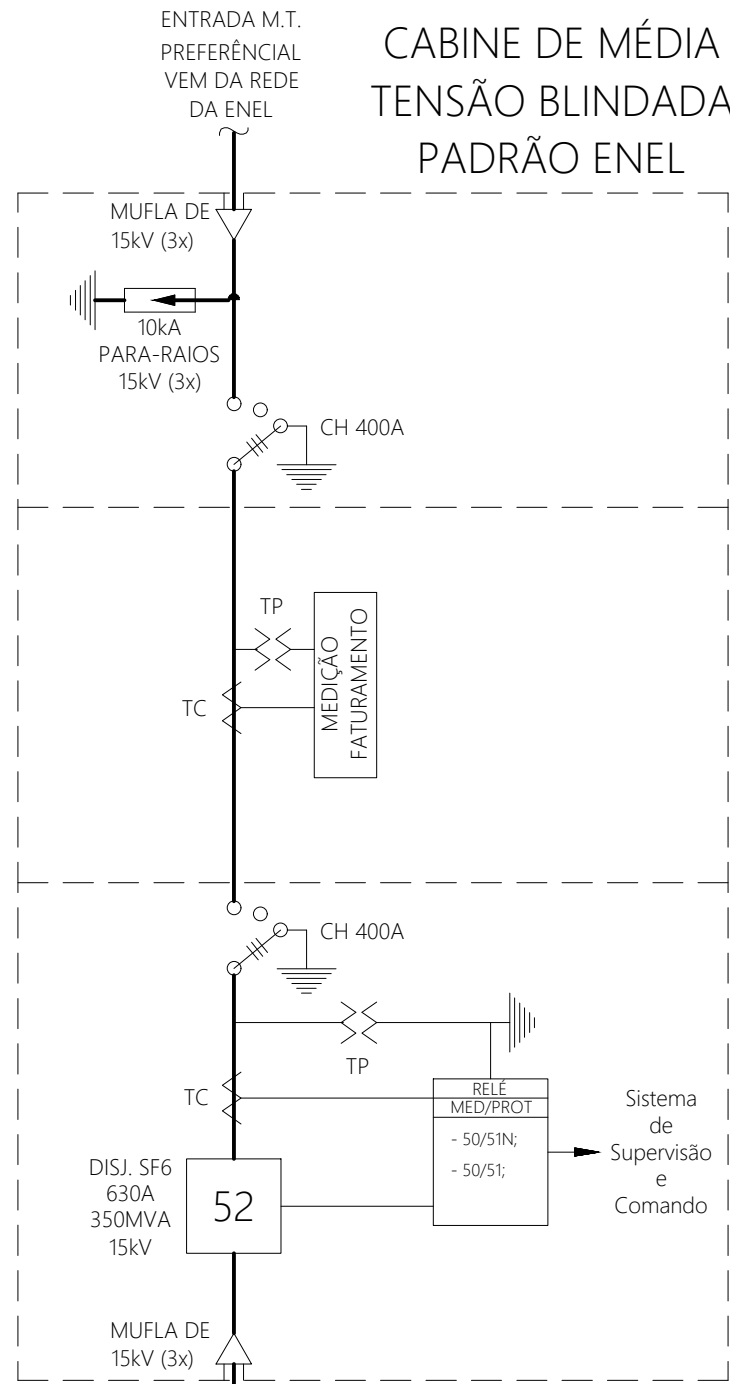 ENTRADA M.T.
PREFERÊNCIAL
VEM DA REDE
DA ENEL
CABINE DE MÉDIA
TENSÃO BLINDADA
PADRÃO ENEL
MUFLA DE
15kV (3x)
10kA
PARA-RAIOS
15kV (3x)
CH 400A
TP
TC
MEDIÇÃO
FATURAMENTO
CH 400A
TP
TC
RELÉ
MED/PROT
- 50/51N;
- 50/51;
Sistema
de
Supervisão
e
Comando
DISJ. SF6
630A
350MVA
15kV
52
MUFLA DE
15kV (3x)